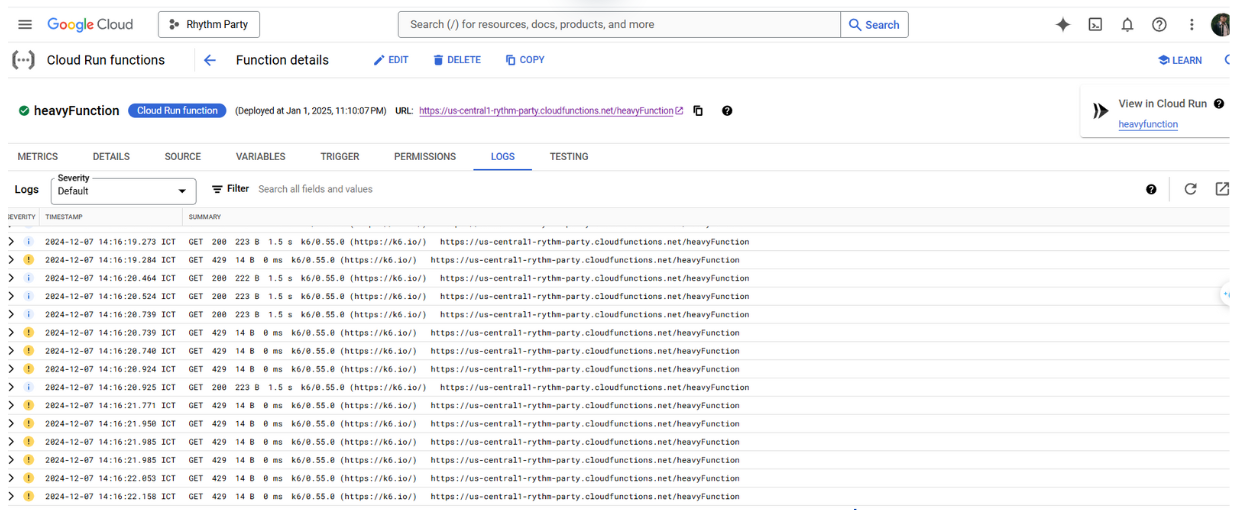 Google Cloud Rhythm Party Search (/) for resources, docs, products, and more Search
Cloud Run functions Function details EDIT DELETE COPY LEARN
heavyFunction Cloud Run function (Deployed at Jan 1, 2025, 11:10:07 PM) URL: https://us-central1-rythm-party.cloudfunctions.net/heavyFunction
View in Cloud Run
heavyfunction
METRICS DETAILS SOURCE VARIABLES TRIGGER PERMISSIONS LOGS TESTING
Logs Severity Default Filter Search all fields and values
SEVERITY TIMESTAMP SUMMARY
2024-12-07 14:16:19.273 ICT GET 200 223 B 1.5 s k6/0.55.0 (https://k6.io/) https://us-central1-rythm-party.cloudfunctions.net/heavyFunction
2024-12-07 14:16:19.284 ICT GET 429 14 B 0 ms k6/0.55.0 (https://k6.io/) https://us-central1-rythm-party.cloudfunctions.net/heavyFunction
2024-12-07 14:16:20.464 ICT GET 200 222 B 1.5 s k6/0.55.0 (https://k6.io/) https://us-central1-rythm-party.cloudfunctions.net/heavyFunction
2024-12-07 14:16:20.524 ICT GET 200 223 B 1.5 s k6/0.55.0 (https://k6.io/) https://us-central1-rythm-party.cloudfunctions.net/heavyFunction
2024-12-07 14:16:20.739 ICT GET 200 223 B 1.5 s k6/0.55.0 (https://k6.io/) https://us-central1-rythm-party.cloudfunctions.net/heavyFunction
2024-12-07 14:16:20.739 ICT GET 429 14 B 0 ms k6/0.55.0 (https://k6.io/) https://us-central1-rythm-party.cloudfunctions.net/heavyFunction
2024-12-07 14:16:20.740 ICT GET 429 14 B 0 ms k6/0.55.0 (https://k6.io/) https://us-central1-rythm-party.cloudfunctions.net/heavyFunction
2024-12-07 14:16:20.924 ICT GET 429 14 B 0 ms k6/0.55.0 (https://k6.io/) https://us-central1-rythm-party.cloudfunctions.net/heavyFunction
2024-12-07 14:16:20.925 ICT GET 200 223 B 1.5 s k6/0.55.0 (https://k6.io/) https://us-central1-rythm-party.cloudfunctions.net/heavyFunction
2024-12-07 14:16:21.771 ICT GET 429 14 B 0 ms k6/0.55.0 (https://k6.io/) https://us-central1-rythm-party.cloudfunctions.net/heavyFunction
2024-12-07 14:16:21.950 ICT GET 429 14 B 0 ms k6/0.55.0 (https://k6.io/) https://us-central1-rythm-party.cloudfunctions.net/heavyFunction
2024-12-07 14:16:21.985 ICT GET 429 14 B 0 ms k6/0.55.0 (https://k6.io/) https://us-central1-rythm-party.cloudfunctions.net/heavyFunction
2024-12-07 14:16:21.985 ICT GET 429 14 B 0 ms k6/0.55.0 (https://k6.io/) https://us-central1-rythm-party.cloudfunctions.net/heavyFunction
2024-12-07 14:16:22.053 ICT GET 429 14 B 0 ms k6/0.55.0 (https://k6.io/) https://us-central1-rythm-party.cloudfunctions.net/heavyFunction
2024-12-07 14:16:22.158 ICT GET 429 14 B 0 ms k6/0.55.0 (https://k6.io/) https://us-central1-rythm-party.cloudfunctions.net/heavyFunction